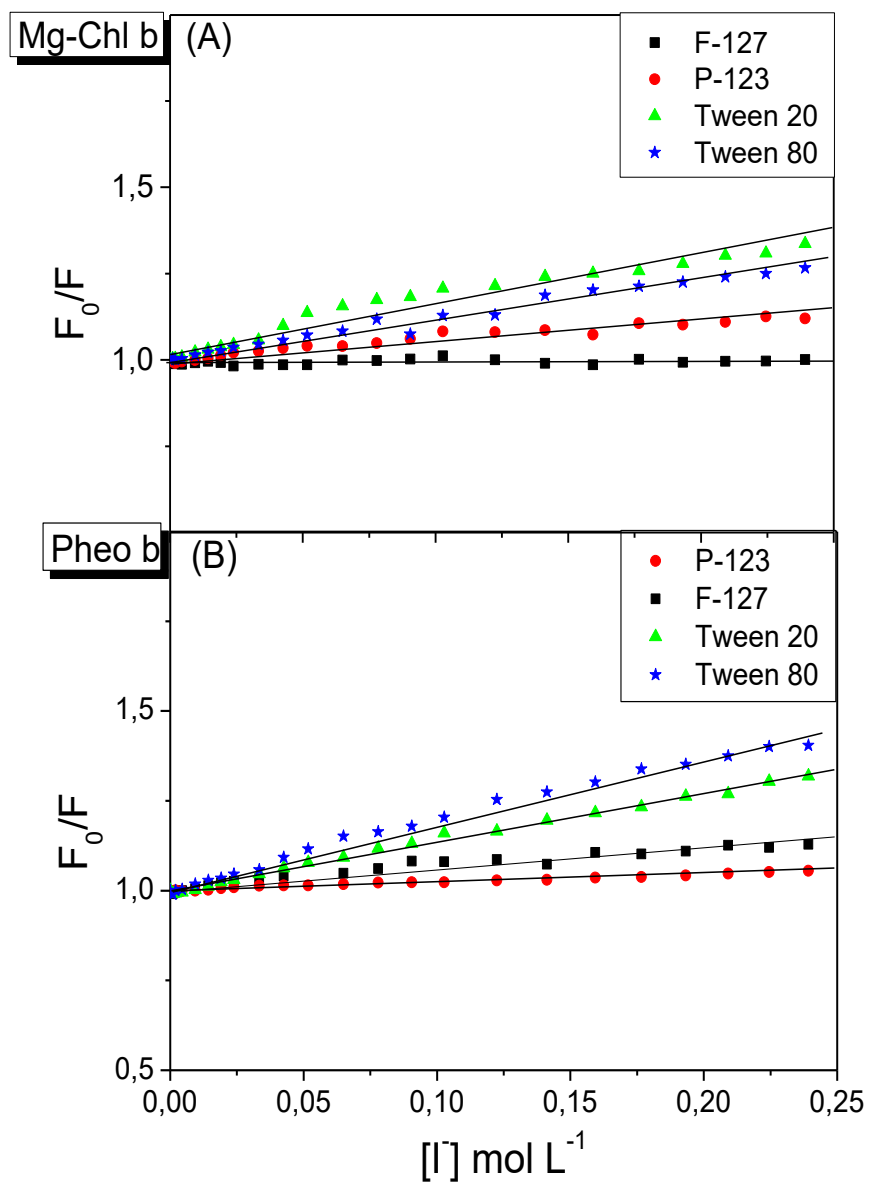 Mg-Chl b
(A)
F-127
P-123
Tween 20
Tween 80
1,5
1,0
F₀/F
Pheo b
(B)
P-123
F-127
Tween 20
Tween 80
1,5
1,0
0,5
F₀/F
0,00 0,05 0,10 0,15 0,20 0,25
[I⁻] mol L⁻¹